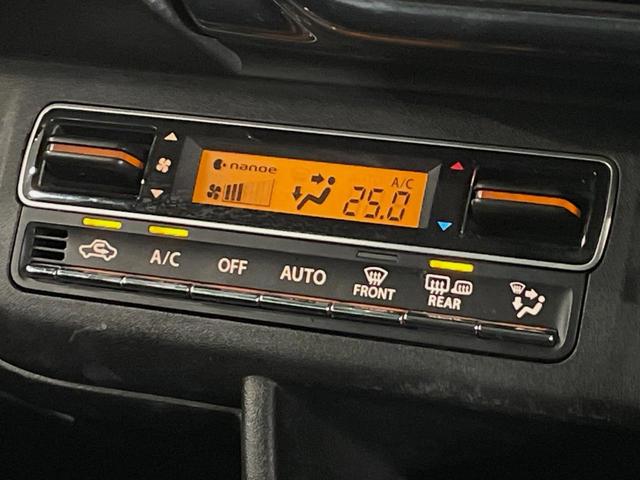 nanoe
A/C
25.0
A/C
OFF
AUTO
FRONT
REAR